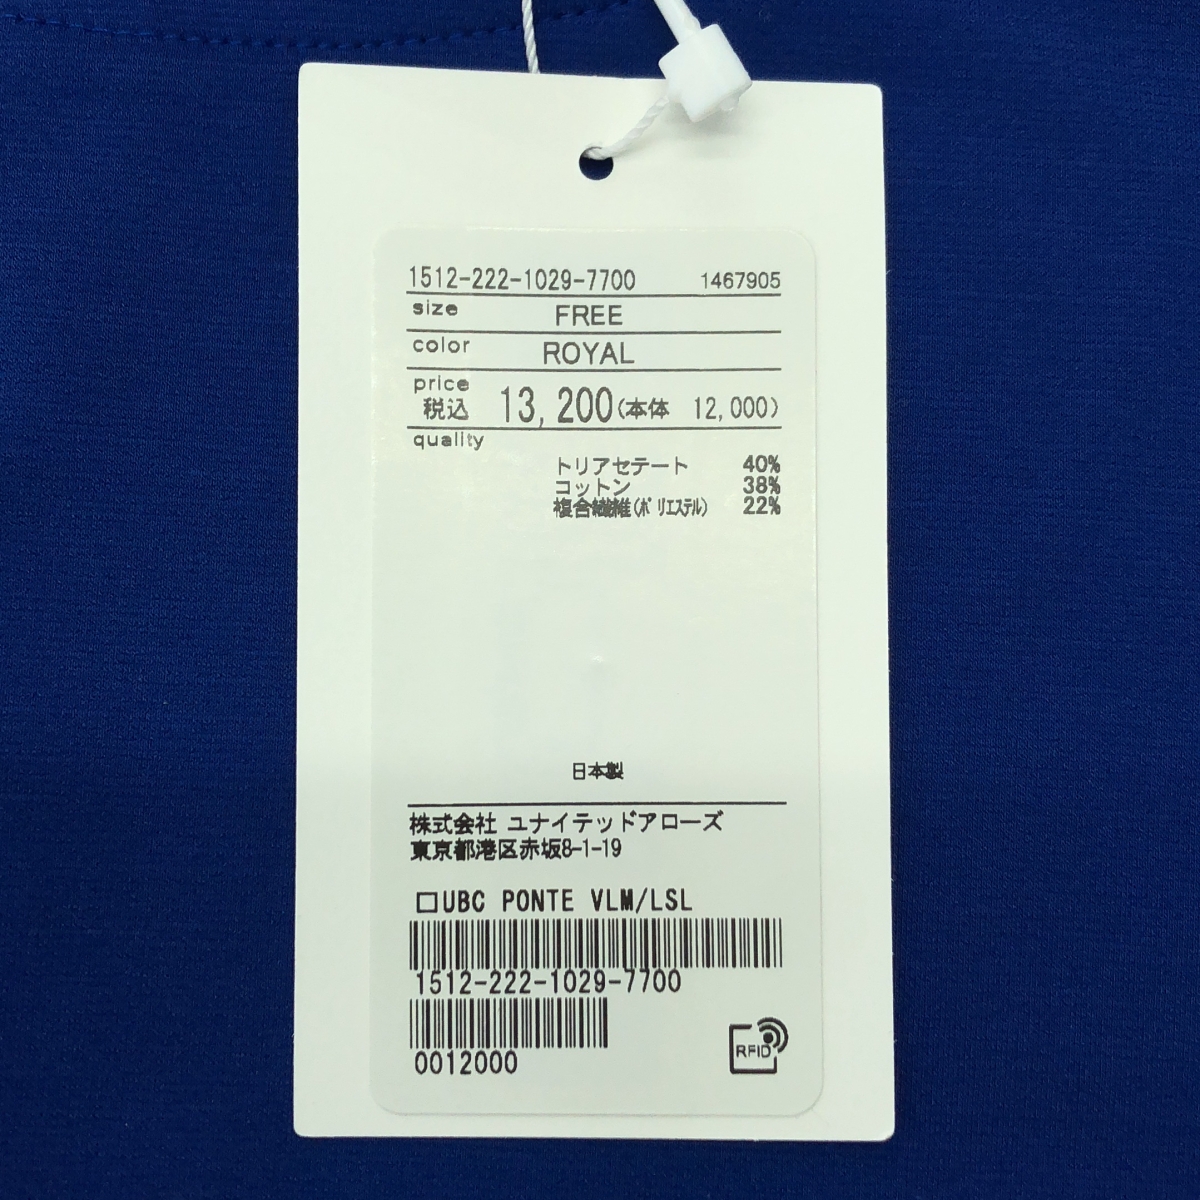 1512-222-1029-7700 1467905
size FREE
color ROYAL
price
税込 13,200(本体 12,000)
quality
トリアセテート 40%
コットン 38%
複合繊維(ポリエステル) 22%
日本製
株式会社 ユナイテッドアローズ
東京都港区赤坂8-1-19
□UBC PONTE VLM/LSL
1512-222-1029-7700
0012000
RFID